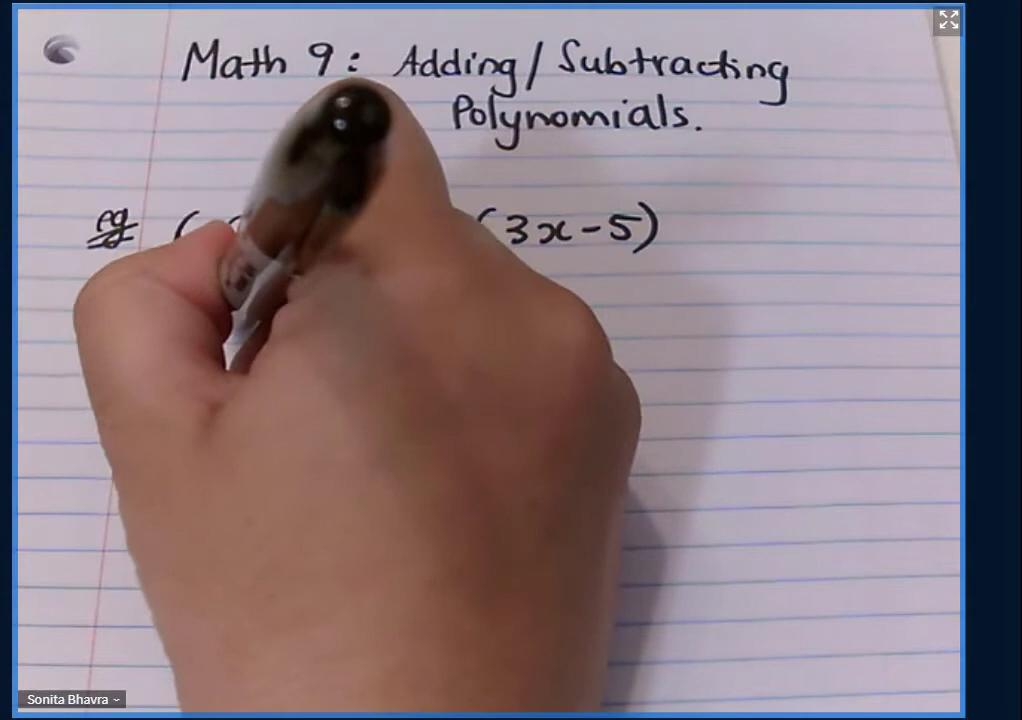 Math 9: Adding/Subtracting
Polynomials.
eg ( (3x-5)
Sonita Bhavra